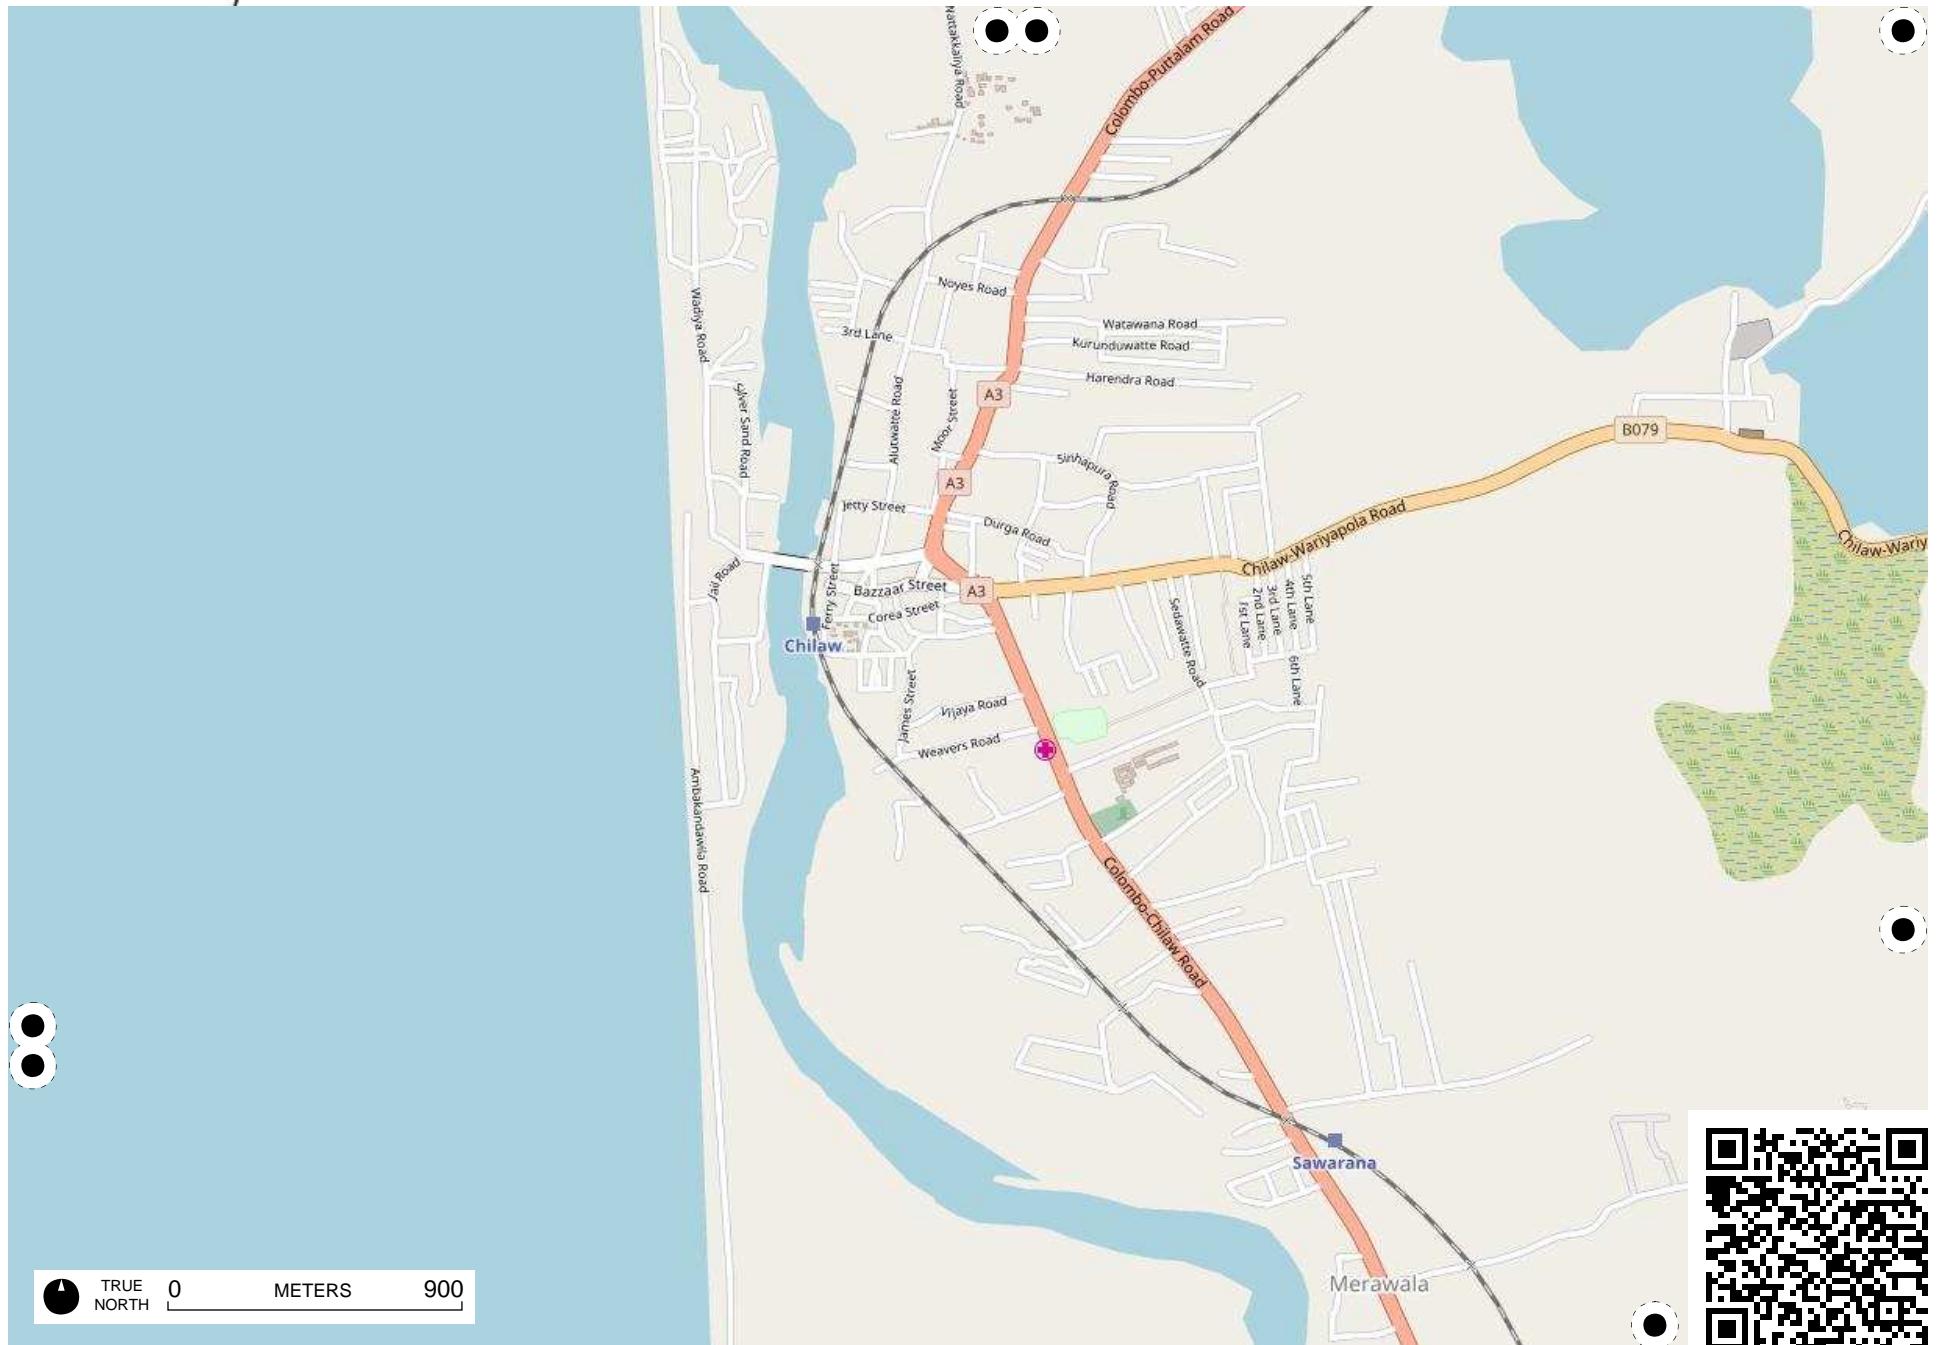 Nattakkaliya Road
Colombo-Puttalam Road
Noyes Road
Wadiya Road
3rd Lane
Watawana Road
Kurunduwatte Road
Harendra Road
A3
Silver Sand Road
Alutwatte Road
Moor Street
B079
Sinhapura Road
A3
Jetty Street
Durga Road
Chilaw-Wariyapola Road
Chilaw-Wariy
Jail Road
Ferry Street
Bazzaar Street
A3
Corea Street
Sedawatte Road
1st Lane
2nd Lane
3rd Lane
4th Lane
5th Lane
Chilaw
6th Lane
James Street
Vijaya Road
Weavers Road
Ambakandawila Road
Colombo-Chilaw Road
Sawarana
Merawala
TRUE NORTH
0 METERS 900